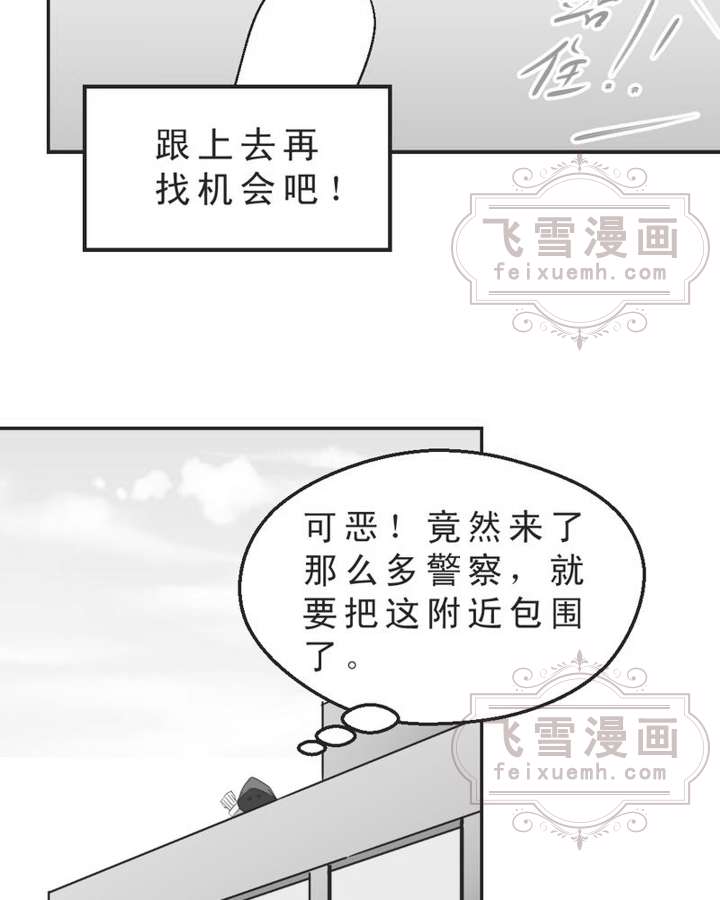 站住!!
跟上去再
找机会吧！
飞雪漫画
feixuemh.com
可恶！竟然来了
那么多警察，就
要把这附近包围
了。
飞雪漫画
feixuemh.com